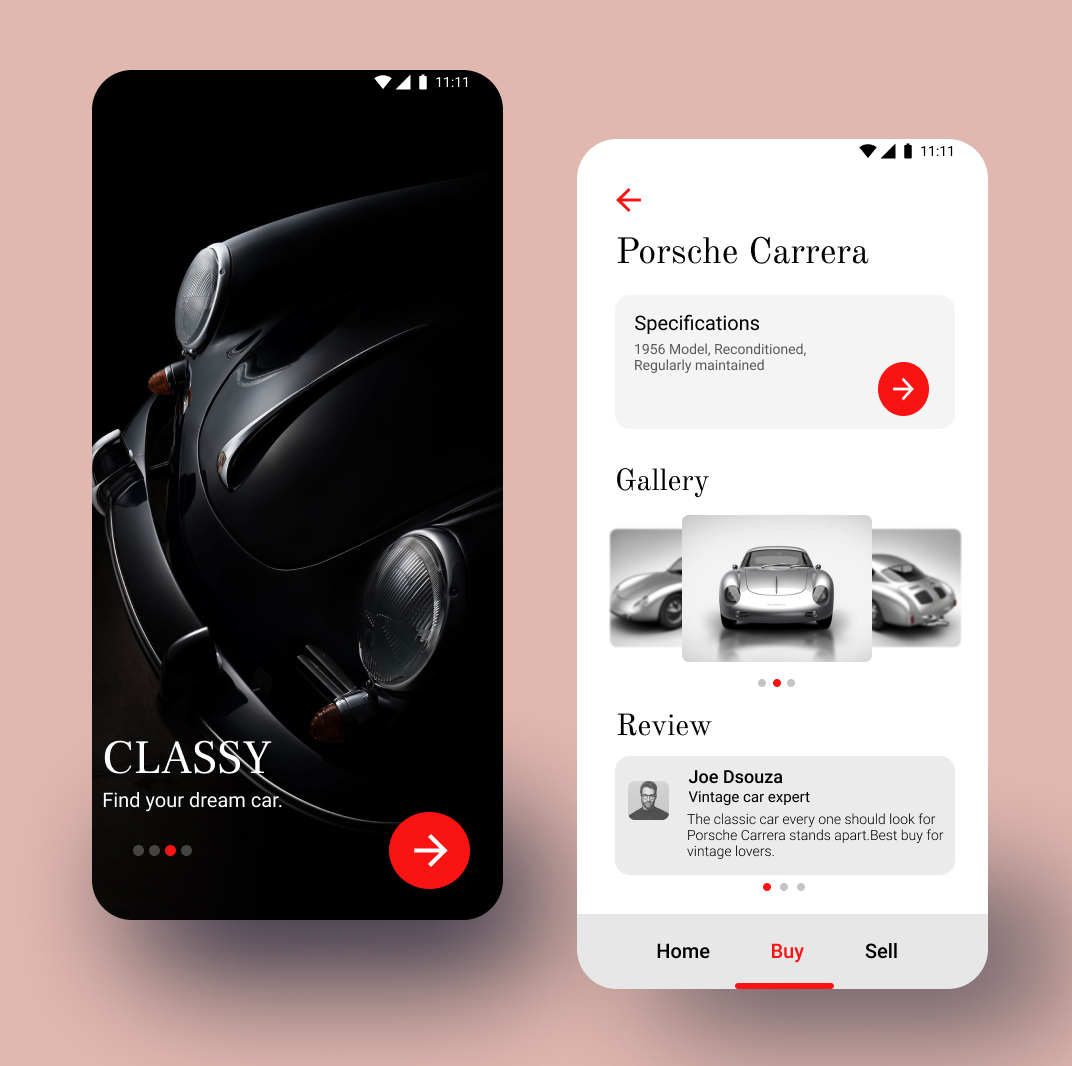 11:11
CLASSY
Find your dream car.
11:11
Porsche Carrera
Specifications
1956 Model, Reconditioned,
Regularly maintained
Gallery
Review
Joe Dsouza
Vintage car expert
The classic car every one should look for
Porsche Carrera stands apart.Best buy for
vintage lovers.
Home Buy Sell